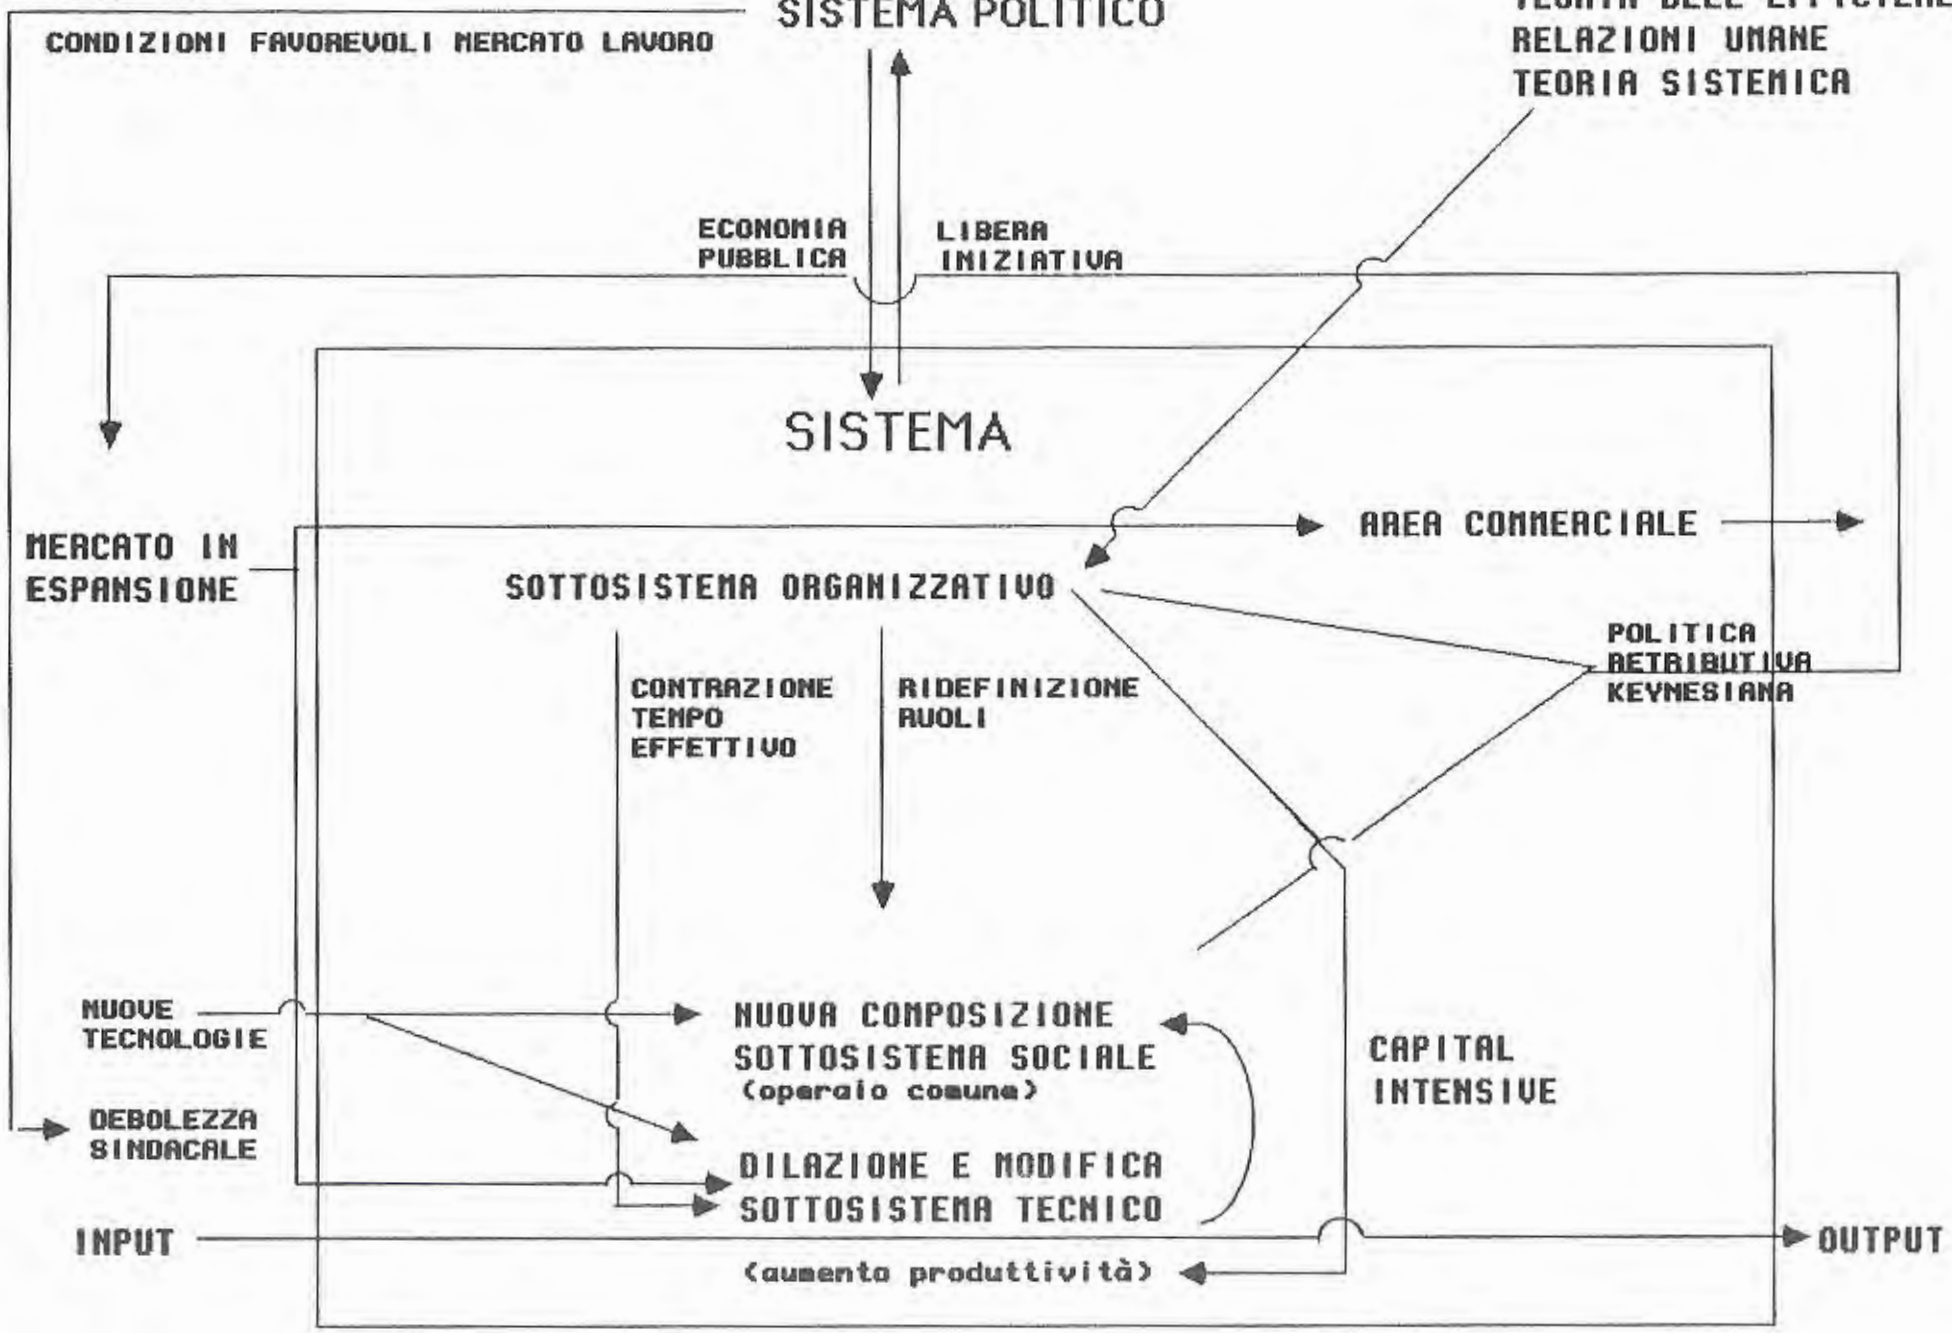 SISTEMA POLITICO
CONDIZIONI FAVOREVOLI MERCATO LAVORO
RELAZIONI UMANE
TEORIA SISTEMICA
ECONOMIA
PUBBLICA
LIBERA
INIZIATIVA
SISTEMA
MERCATO IN
ESPANSIONE
AREA COMMERCIALE
SOTTOSISTEMA ORGANIZZATIVO
POLITICA
RETRIBUTIVA
KEYNESIANA
CONTRAZIONE
TEMPO
EFFETTIVO
RIDEFINIZIONE
RUOLI
NUOVE
TECNOLOGIE
NUOVA COMPOSIZIONE
SOTTOSISTEMA SOCIALE
(operaio comune)
CAPITAL
INTENSIVE
DEBOLEZZA
SINDACALE
DILAZIONE E MODIFICA
SOTTOSISTEMA TECNICO
INPUT
OUTPUT
(aumento produttività)